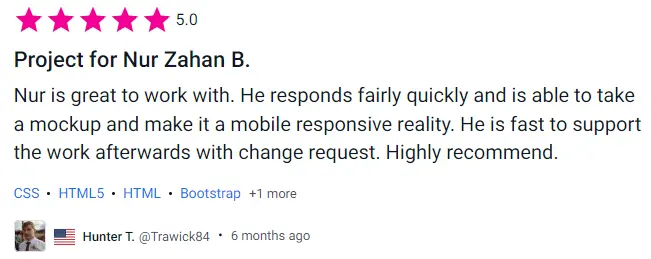 5.0
Project for Nur Zahan B.
Nur is great to work with. He responds fairly quickly and is able to take
a mockup and make it a mobile responsive reality. He is fast to support
the work afterwards with change request. Highly recommend.
CSS • HTML5 • HTML • Bootstrap +1 more
Hunter T. @Trawick84 • 6 months ago